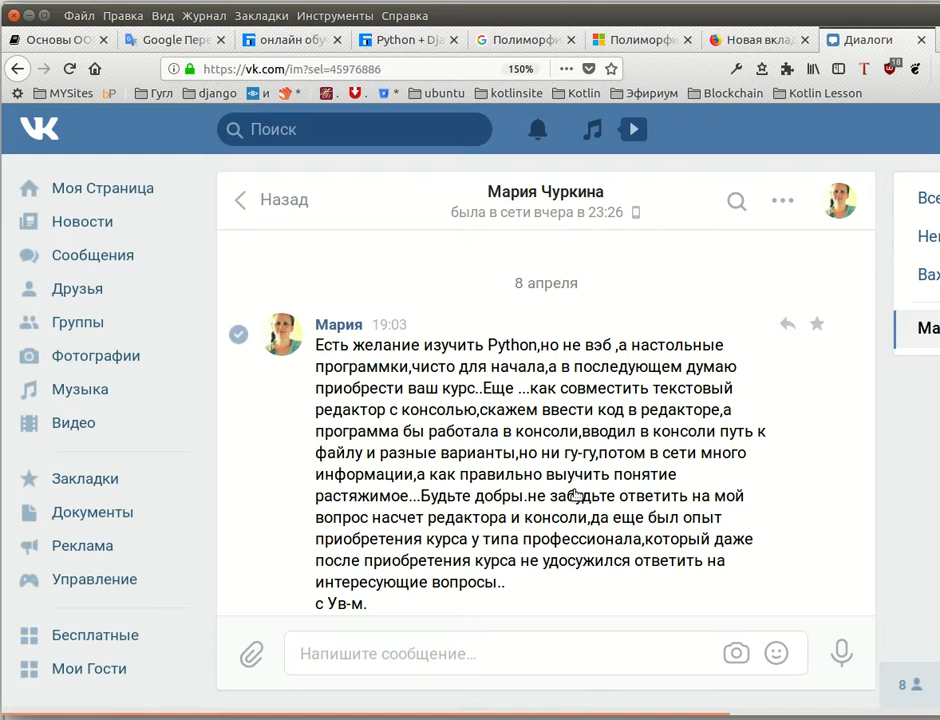 Файл Правка Вид Журнал Закладки Инструменты Справка
Основы ОО Google Пер онлайн обу Python + Dja Полиморфи Полиморфи Новая вклад Диалоги
https://vk.com/im?sel=45976886 150% 18
MYSites Гугл django и ubuntu kotlinsite Kotlin Эфириум Blockchain Kotlin Lesson
Поиск
Моя Страница
Новости
Сообщения
Друзья
Группы
Фотографии
Музыка
Видео
Закладки
Документы
Реклама
Управление
Бесплатные
Мои Гости
Назад
Мария Чуркина
была в сети вчера в 23:26
8 апреля
Мария 19:03
Есть желание изучить Python,но не вэб ,а настольные
программки,чисто для начала,а в последующем думаю
приобрести ваш курс..Еще ...как совместить текстовый
редактор с консолью,скажем ввести код в редакторе,а
программа бы работала в консоли,вводил в консоли путь к
файлу и разные варианты,но ни гу-гу,потом в сети много
информации,а как правильно выучить понятие
растяжимое...Будьте добры.не забудьте ответить на мой
вопрос насчет редактора и консоли,да еще был опыт
приобретения курса у типа профессионала,который даже
после приобретения курса не удосужился ответить на
интересующие вопросы..
с Ув-м.
Напишите сообщение...
Все
Ма
8